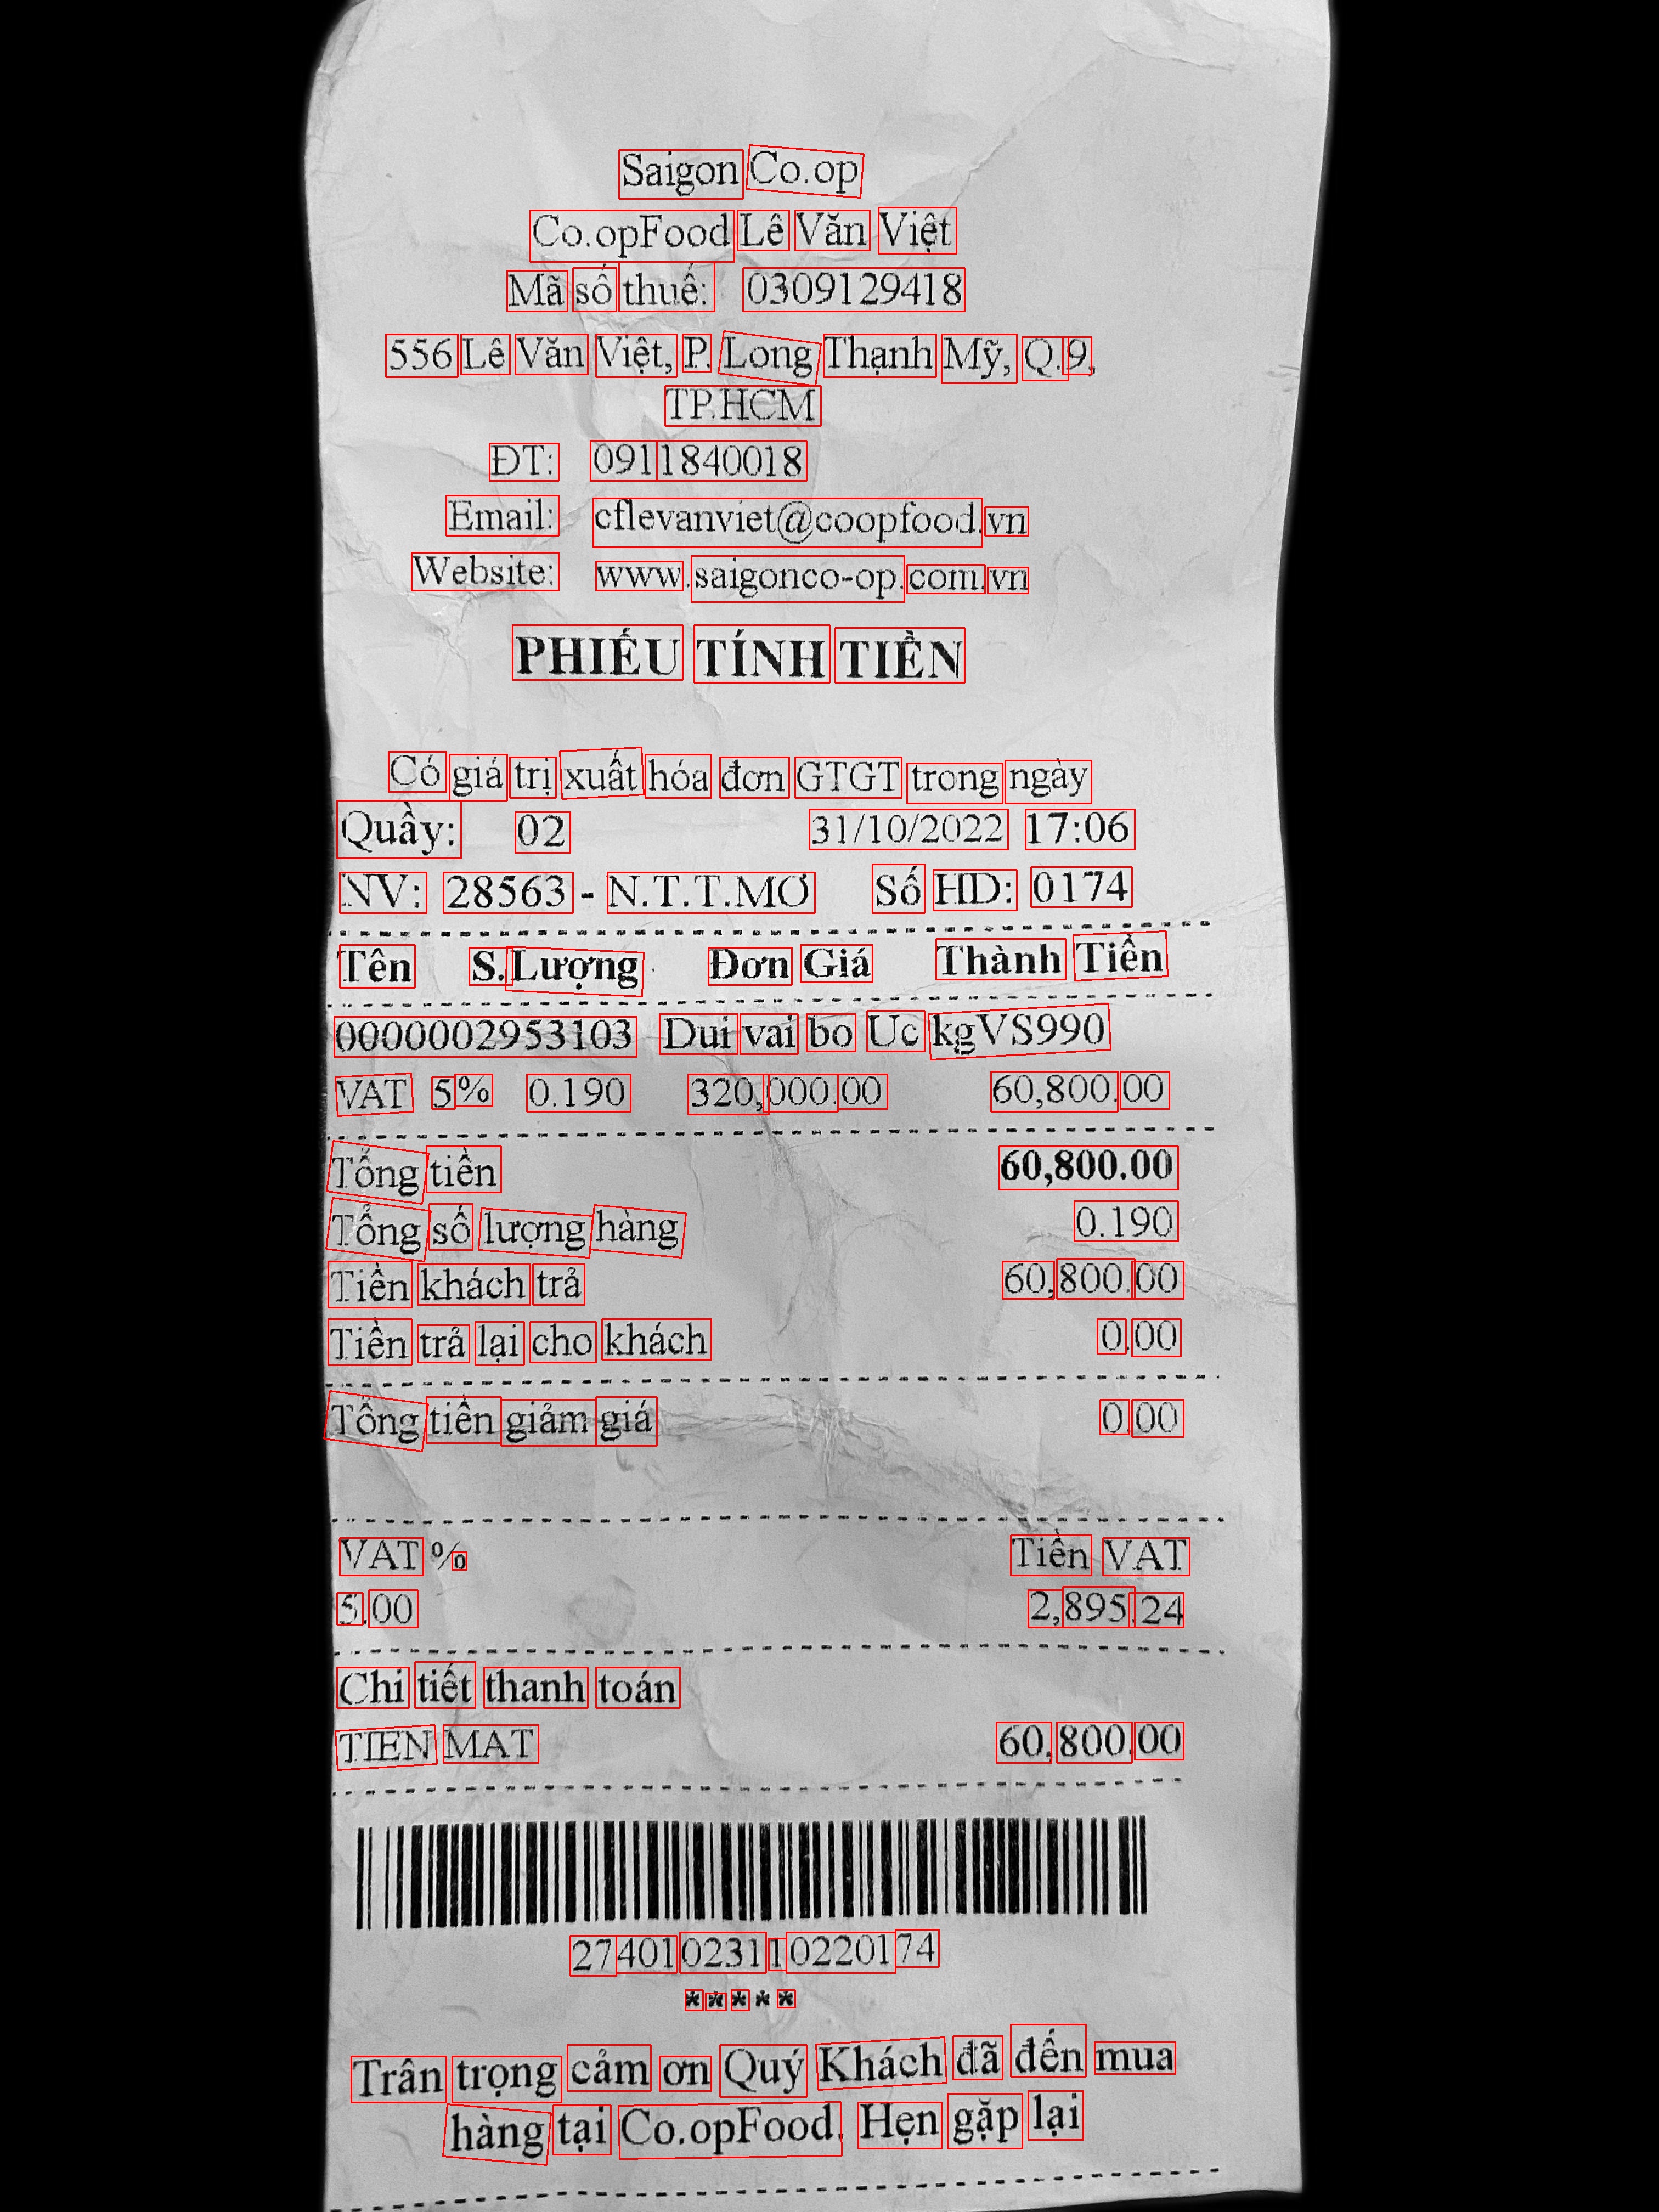 Saigon Co.op
Co.opFood Lê Văn Việt
Mã số thuế: 0309129418
556 Lê Văn Việt, P. Long Thạnh Mỹ, Q.9,
TP.HCM
ĐT: 0911840018
Email: cflevanviet@coopfood.vn
Website: www.saigonco-op.com.vn
PHIẾU TÍNH TIỀN
Có giá trị xuất hóa đơn GTGT trong ngày
Quầy: 02 31/10/2022 17:06
NV: 28563 - N.T.T.MƠ Số HD: 0174
Tên S.Lượng Đơn Giá Thành Tiền
0000002953103 Dui vai bo Uc kgVS990
VAT 5% 0.190 320,000.00 60,800.00
Tổng tiền 60,800.00
Tổng số lượng hàng 0.190
Tiền khách trả 60,800.00
Tiền trả lại cho khách 0.00
Tổng tiền giảm giá 0.00
VAT % Tiền VAT
5.00 2,895.24
Chi tiết thanh toán
TIEN MAT 60,800.00
27401023110220174
*****
Trân trọng cảm ơn Quý Khách đã đến mua
hàng tại Co.opFood. Hẹn gặp lại